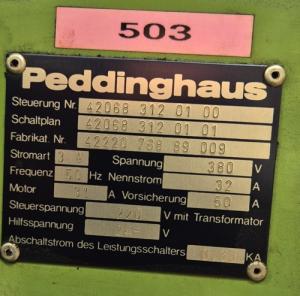 503
Peddinghaus
Steuerung Nr. 42068 312 01 00
Schaltplan 42068 312 01 01
Fabrikat. Nr. 42220 768 89 009
Stromart 3 Spannung 380 V
Frequenz 50 Hz Nennstrom 32 A
Motor A Vorsicherung 50 A
Steuerspannung 220 V mit Transformator
Hilfsspannung V
Abschaltstrom des Leistungsschalters KA